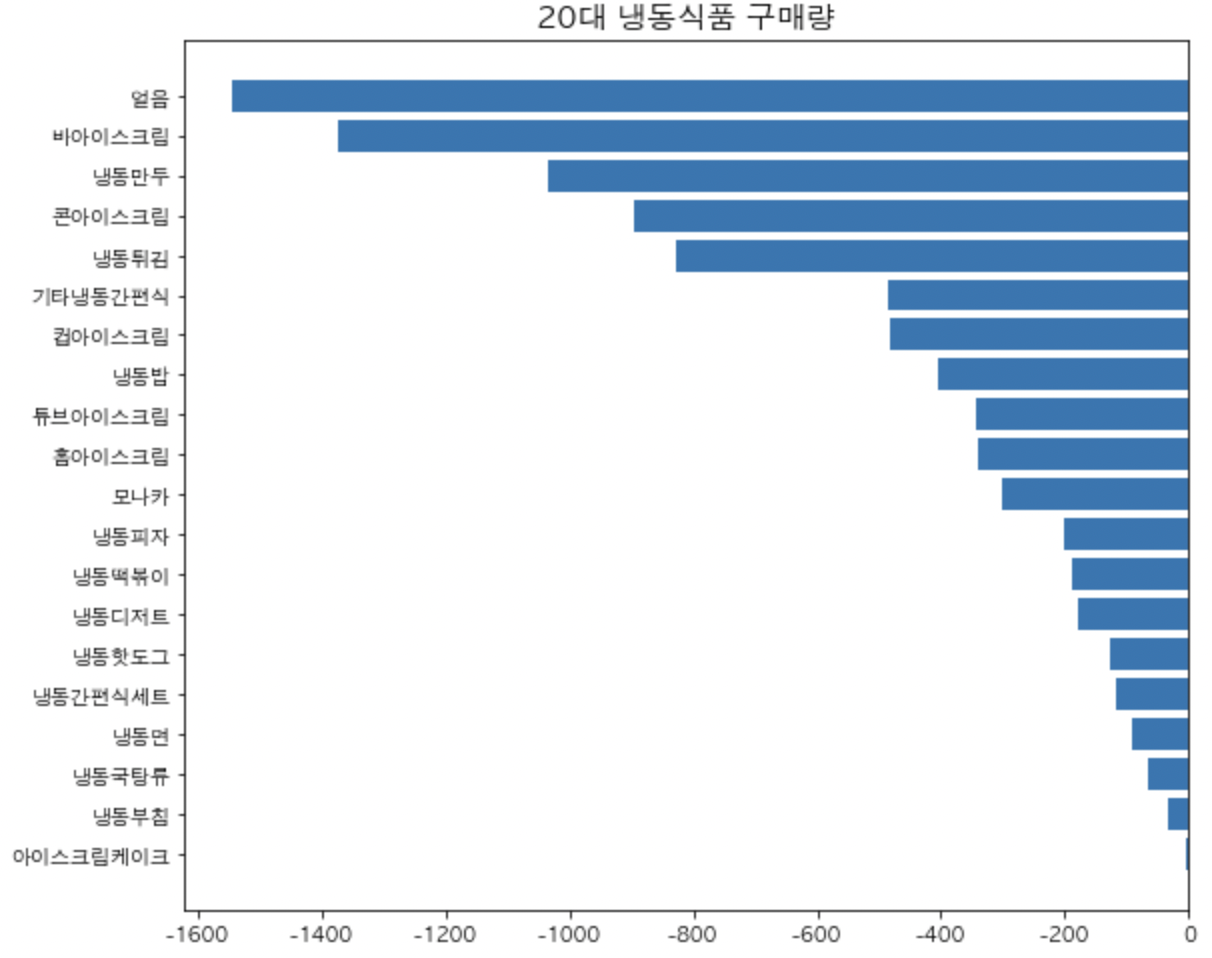 20대 냉동식품 구매량
얼음
바아이스크림
냉동만두
콘아이스크림
냉동튀김
기타냉동간편식
컵아이스크림
냉동밥
튜브아이스크림
홈아이스크림
모나카
냉동피자
냉동떡볶이
냉동디저트
냉동핫도그
냉동간편식세트
냉동면
냉동국탕류
냉동부침
아이스크림케이크
-1600 -1400 -1200 -1000 -800 -600 -400 -200 0